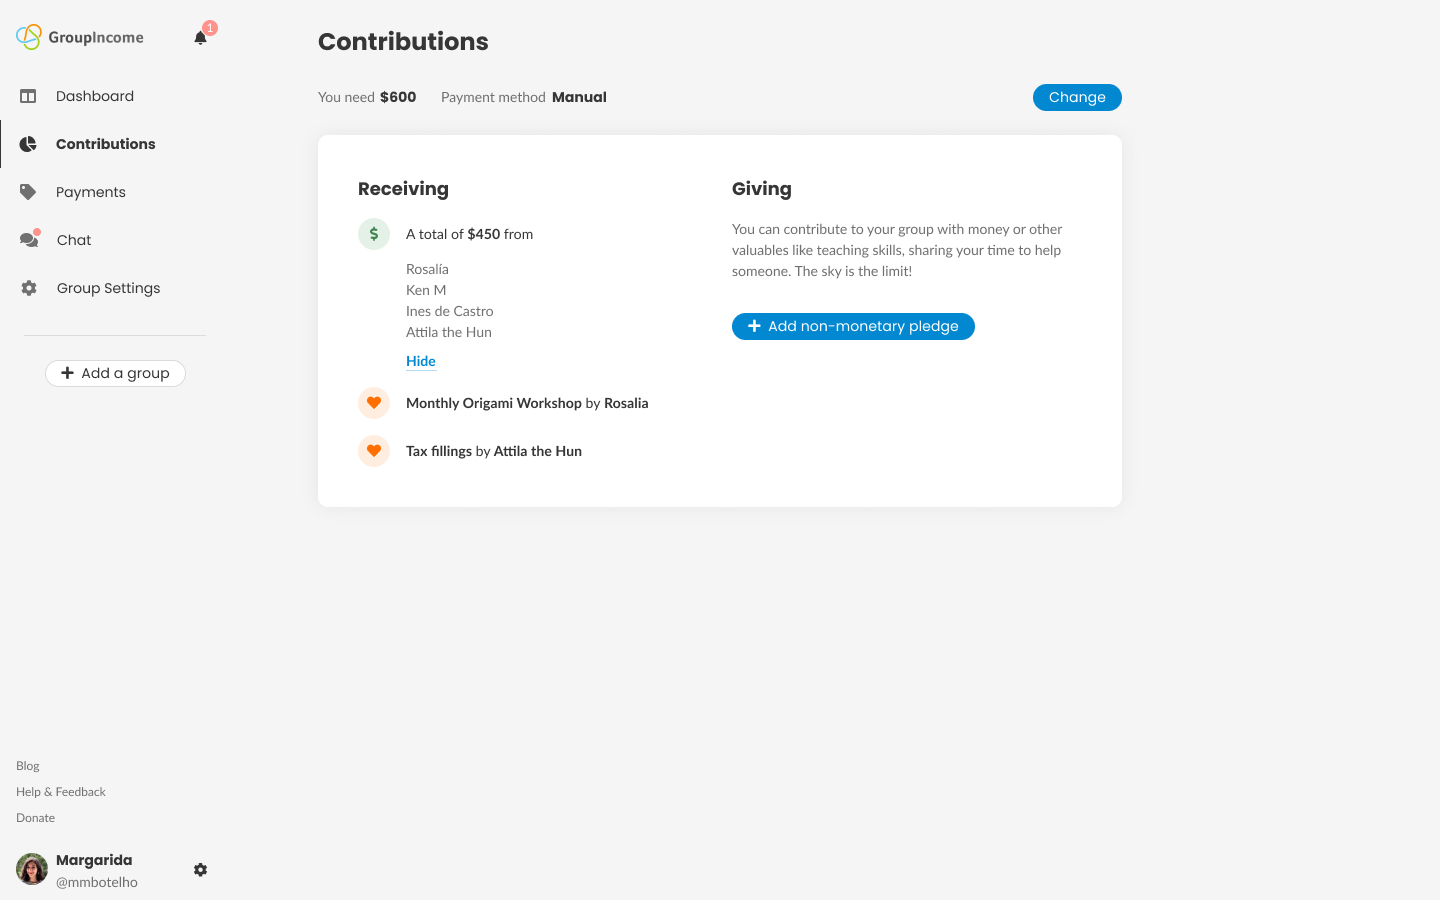 GroupIncome
1
Dashboard
Contributions
Payments
Chat
Group Settings
Add a group
Blog
Help & Feedback
Donate
Margarida
@mmbotelho
Contributions
You need $600 Payment method Manual
Change
Receiving
A total of $450 from
Rosalía
Ken M
Ines de Castro
Attila the Hun
Hide
Monthly Origami Workshop by Rosalia
Tax fillings by Attila the Hun
Giving
You can contribute to your group with money or other
valuables like teaching skills, sharing your time to help
someone. The sky is the limit!
Add non-monetary pledge